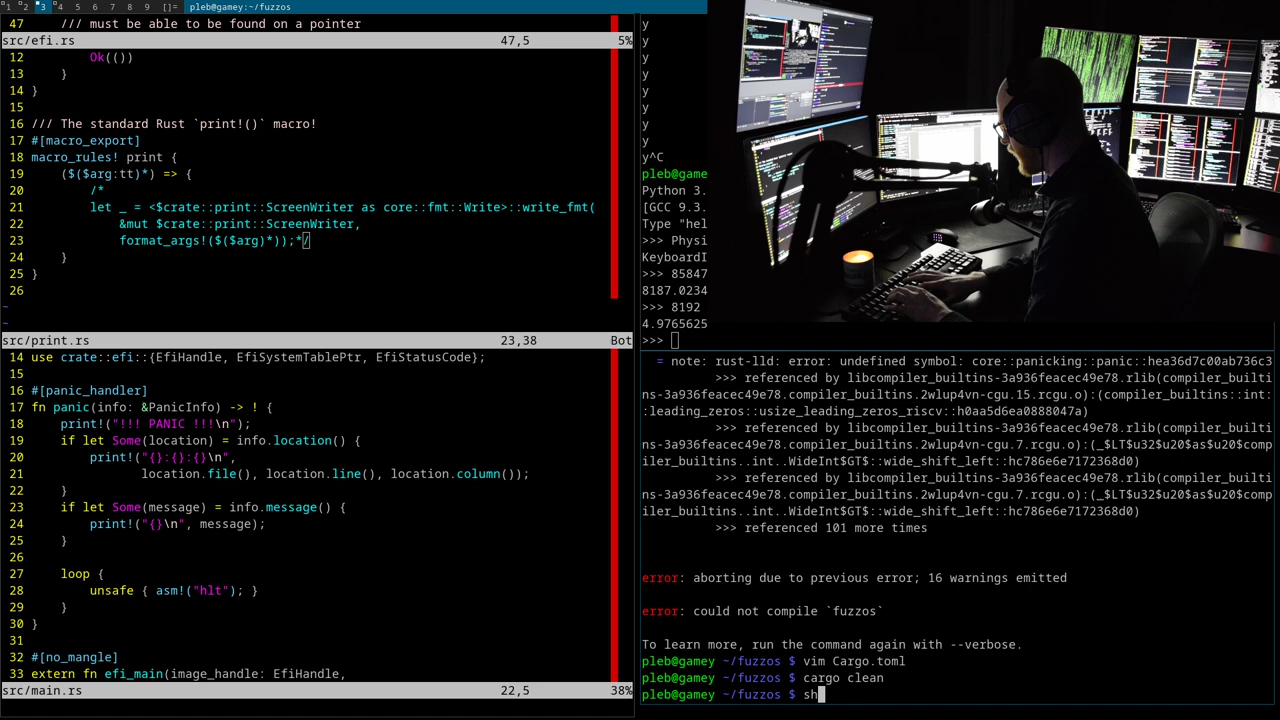 1 2 3 4 5 6 7 8 9 []= pleb@gamey:~/fuzzos
47 /// must be able to be found on a pointer
src/efi.rs 47,5 5%
12 Ok(())
13 }
14 }
15
16 /// The standard Rust `print!()` macro!
17 #[macro_export]
18 macro_rules! print {
19 ($($arg:tt)*) => {
20 /*
21 let _ = <$crate::print::ScreenWriter as core::fmt::Write>::write_fmt(
22 &mut $crate::print::ScreenWriter,
23 format_args!($($arg)*));*/
24 }
25 }
26
~
~
src/print.rs 23,38 Bot
14 use crate::efi::{EfiHandle, EfiSystemTablePtr, EfiStatusCode};
15
16 #[panic_handler]
17 fn panic(info: &PanicInfo) -> ! {
18 print!("!!! PANIC !!!\n");
19 if let Some(location) = info.location() {
20 print!("{}:{}:{}\n",
21 location.file(), location.line(), location.column());
22 }
23 if let Some(message) = info.message() {
24 print!("{}\n", message);
25 }
26
27 loop {
28 unsafe { asm!("hlt"); }
29 }
30 }
31
32 #[no_mangle]
33 extern fn efi_main(image_handle: EfiHandle,
src/main.rs 22,5 38%
y
y
y
y
y
y
y
y
y^C
pleb@game
Python 3.
[GCC 9.3.
Type "hel
>>> Physi
KeyboardI
>>> 85847
8187.0234
>>> 8192
4.9765625
>>>
= note: rust-lld: error: undefined symbol: core::panicking::panic::hea36d7c00ab736c3
>>> referenced by libcompiler_builtins-3a936feacec49e78.rlib(compiler_builti
ns-3a936feacec49e78.compiler_builtins.2wlup4vn-cgu.15.rcgu.o):(compiler_builtins::int:
:leading_zeros::usize_leading_zeros_riscv::h0aa5d6ea0888047a)
>>> referenced by libcompiler_builtins-3a936feacec49e78.rlib(compiler_builti
ns-3a936feacec49e78.compiler_builtins.2wlup4vn-cgu.7.rcgu.o):(_$LT$u32$u20$as$u20$comp
iler_builtins..int..WideInt$GT$::wide_shift_left::hc786e6e7172368d0)
>>> referenced by libcompiler_builtins-3a936feacec49e78.rlib(compiler_builti
ns-3a936feacec49e78.compiler_builtins.2wlup4vn-cgu.7.rcgu.o):(_$LT$u32$u20$as$u20$comp
iler_builtins..int..WideInt$GT$::wide_shift_left::hc786e6e7172368d0)
>>> referenced 101 more times
error: aborting due to previous error; 16 warnings emitted
error: could not compile `fuzzos`
To learn more, run the command again with --verbose.
pleb@gamey ~/fuzzos $ vim Cargo.toml
pleb@gamey ~/fuzzos $ cargo clean
pleb@gamey ~/fuzzos $ sh